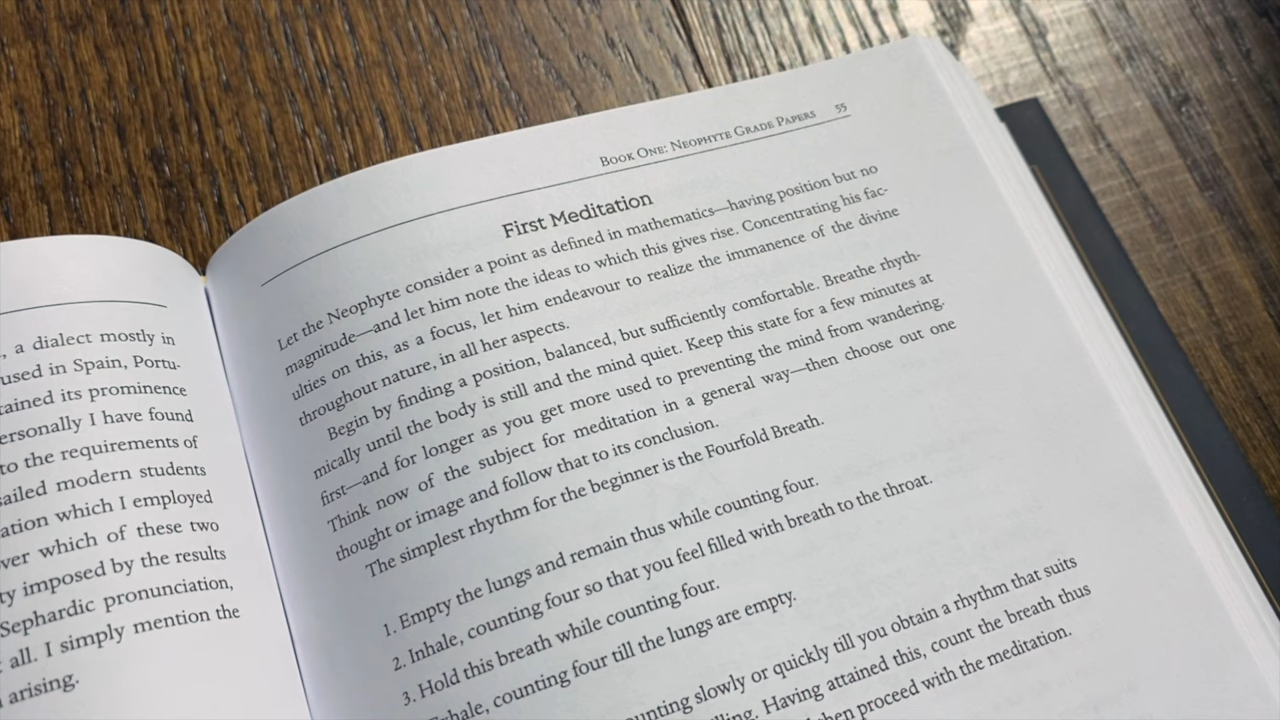 , a dialect mostly in
used in Spain, Portu-
tained its prominence
ersonally I have found
to the requirements of
ailed modern students
ation which I employed
ver which of these two
ty imposed by the results
Sephardic pronunciation,
all. I simply mention the
arising.
Book One: Neophyte Grade Papers 55
First Meditation
Let the Neophyte consider a point as defined in mathematics—having position but no
magnitude—and let him note the ideas to which this gives rise. Concentrating his fac-
ulties on this, as a focus, let him endeavour to realize the immanence of the divine
throughout nature, in all her aspects.
Begin by finding a position, balanced, but sufficiently comfortable. Breathe rhyth-
mically until the body is still and the mind quiet. Keep this state for a few minutes at
first—and for longer as you get more used to preventing the mind from wandering.
Think now of the subject for meditation in a general way—then choose out one
thought or image and follow that to its conclusion.
The simplest rhythm for the beginner is the Fourfold Breath.
1. Empty the lungs and remain thus while counting four.
2. Inhale, counting four so that you feel filled with breath to the throat.
3. Hold this breath while counting four.
xhale, counting four till the lungs are empty.
unting slowly or quickly till you obtain a rhythm that suits
lling. Having attained this, count the breath thus
hen proceed with the meditation.